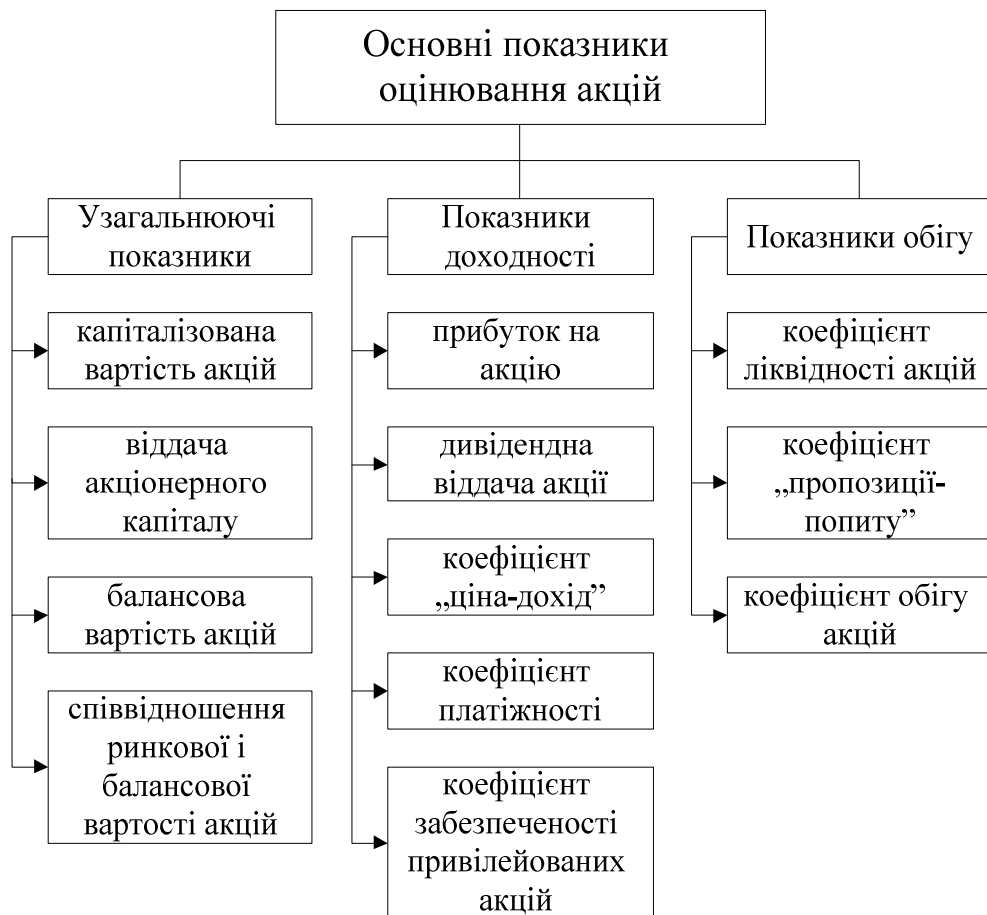 Основні показники
оцінювання акцій
Узагальнюючі
показники
капіталізована
вартість акцій
віддача
акціонерного
капіталу
балансова
вартість акцій
співвідношення
ринкової і
балансової
вартості акцій
Показники
доходності
прибуток на
акцію
дивідендна
віддача акції
коефіцієнт
„ціна-дохід”
коефіцієнт
платіжності
коефіцієнт
забезпеченості
привілейованих
акцій
Показники обігу
коефіцієнт
ліквідності акцій
коефіцієнт
„пропозиції-
попиту”
коефіцієнт обігу
акцій